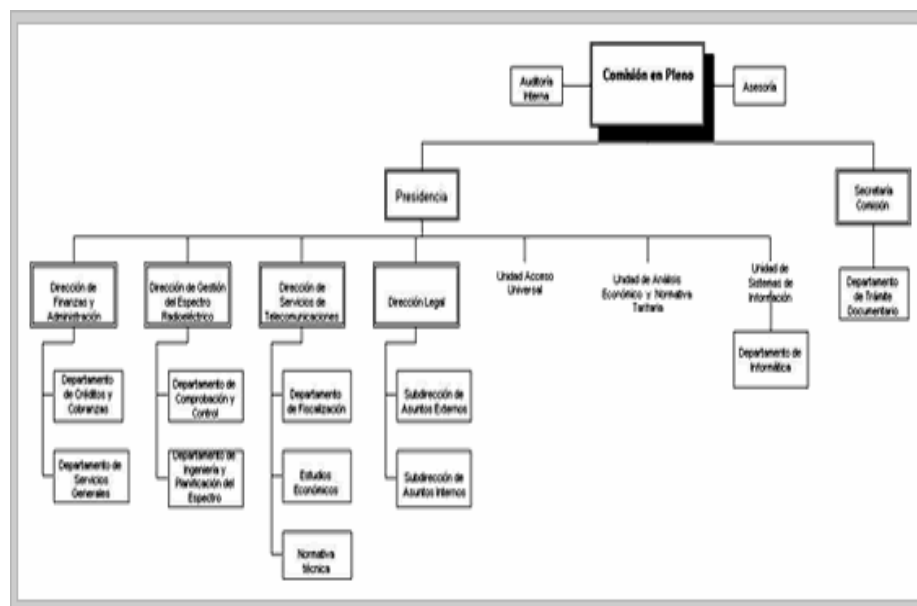 Comisión en Pleno
Auditoría
Interna
Asesoría
Presidencia
Secretaría
Comisión
Dirección de
Finanzas y
Administración
Dirección de Gestión
del Espectro
Radioeléctrico
Dirección de
Servicios de
Telecomunicaciones
Dirección Legal
Unidad Acceso
Universal
Unidad de Análisis
Económico y Normativa
Tarifaria
Unidad de
Sistemas de
Información
Departamento
de Trámite
Documentario
Departamento de
Informática
Departamento
de Créditos y
Cobranzas
Departamento de
Comprobación y
Control
Departamento
de Fiscalización
Subdirección de
Asuntos Externos
Departamento de
Servicios
Generales
Departamento de
Ingeniería y
Planificación del
Espectro
Estudios
Económicos
Subdirección de
Asuntos Internos
Normativa
técnica